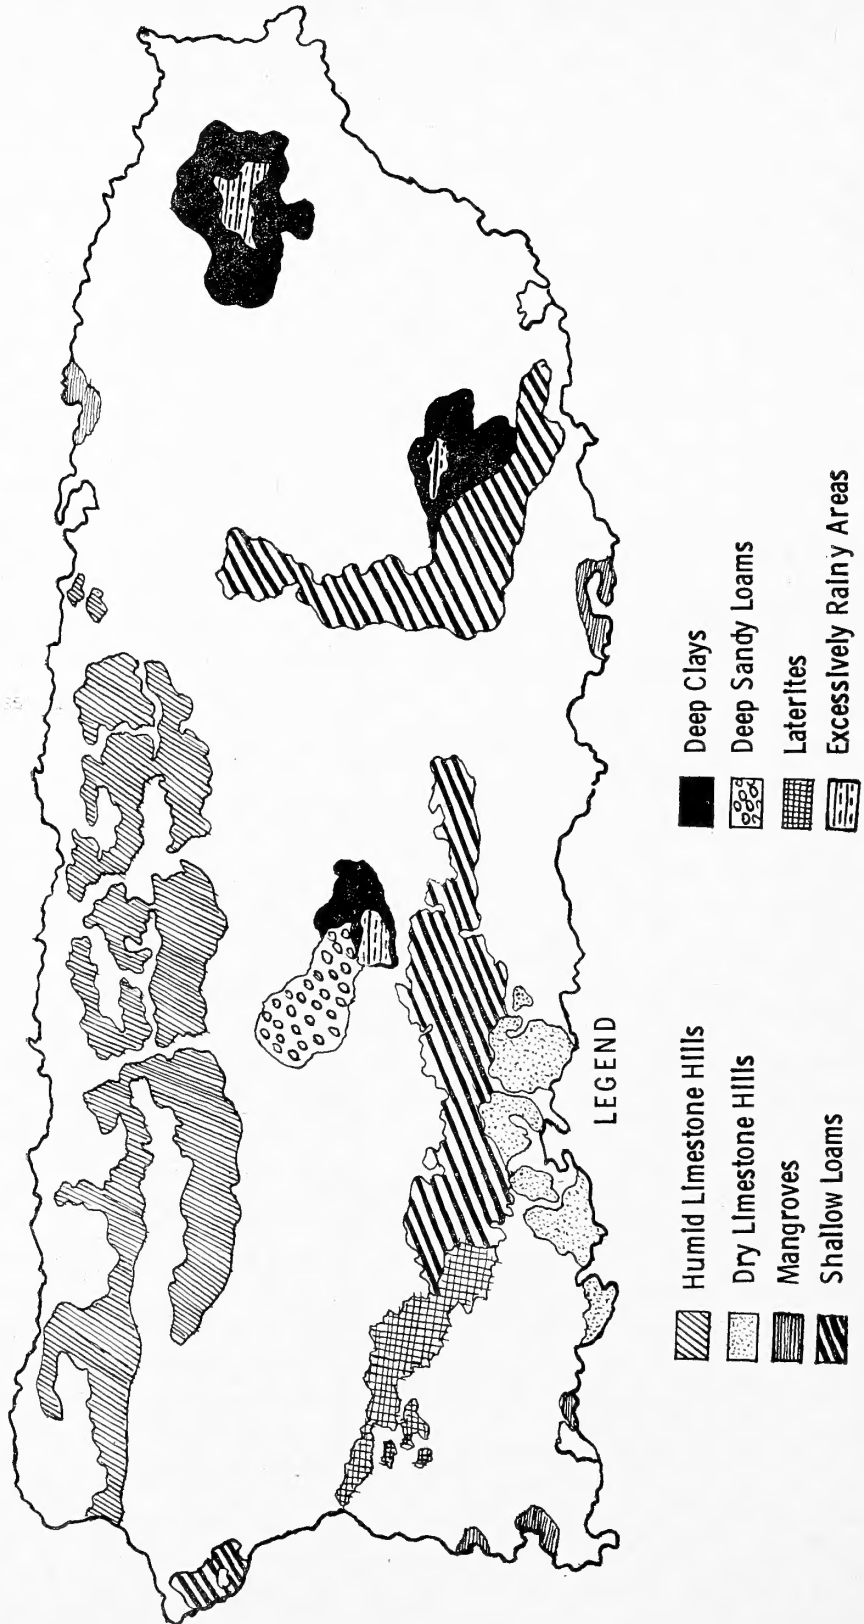 LEGEND
Humid Limestone Hills
Dry Limestone Hills
Mangroves
Shallow Loams
Deep Clays
Deep Sandy Loams
Laterites
Excessively Rainy Areas